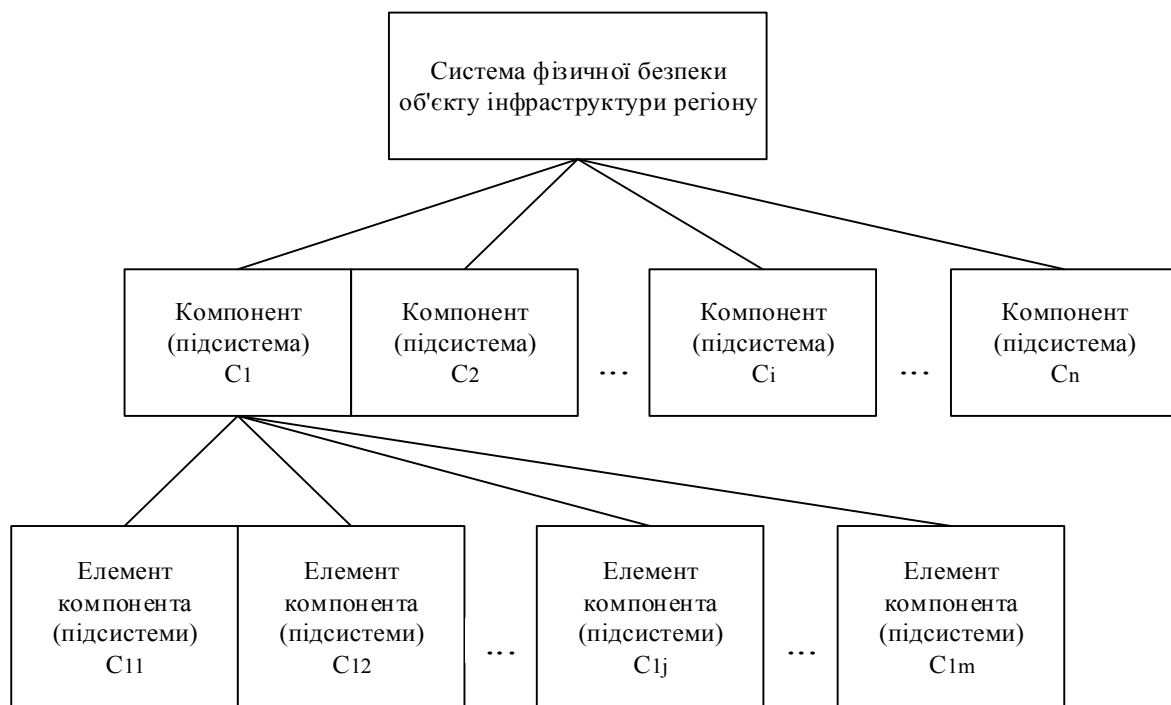 Система фізичної безпеки
об'єкту інфраструктури регіону
Компонент
(підсистема)
C1
Компонент
(підсистема)
C2
...
Компонент
(підсистема)
Ci
...
Компонент
(підсистема)
Cn
Елемент
компонента
(підсистеми)
C11
Елемент
компонента
(підсистеми)
C12
...
Елемент
компонента
(підсистеми)
C1j
...
Елемент
компонента
(підсистеми)
C1m